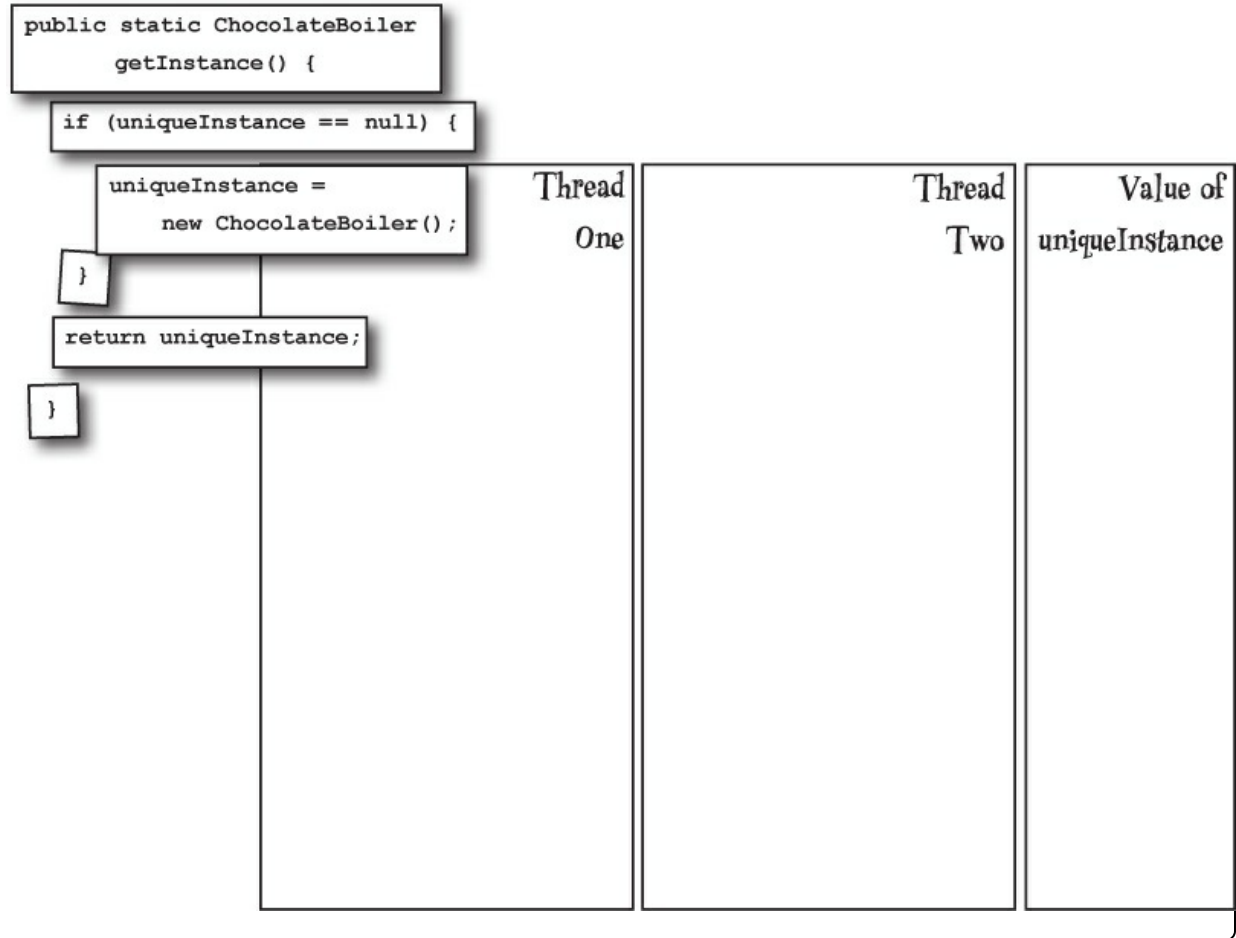 public static ChocolateBoiler
getInstance() {
if (uniqueInstance == null) {
uniqueInstance =
new ChocolateBoiler();
}
return uniqueInstance;
}
Thread
One
Thread
Two
Value of
uniqueInstance